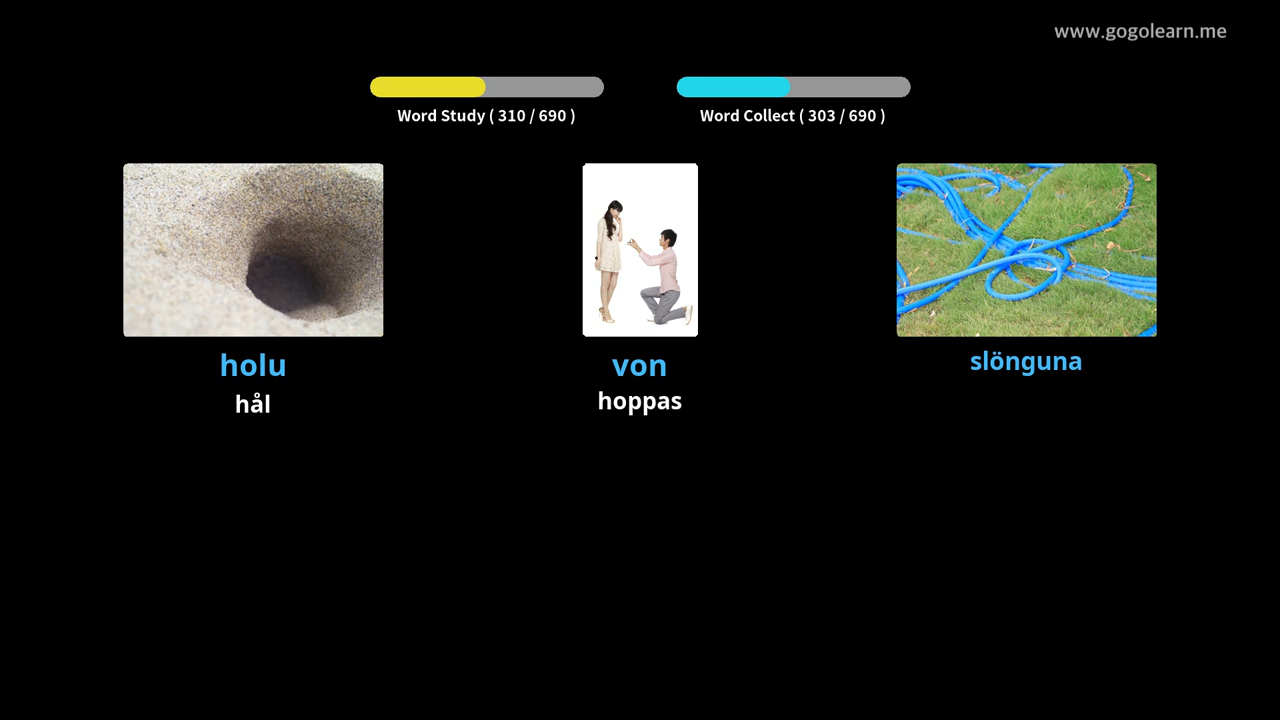 www.gogolearn.me
Word Study ( 310 / 690 )
Word Collect ( 303 / 690 )
holu
hål
von
hoppas
slönguna